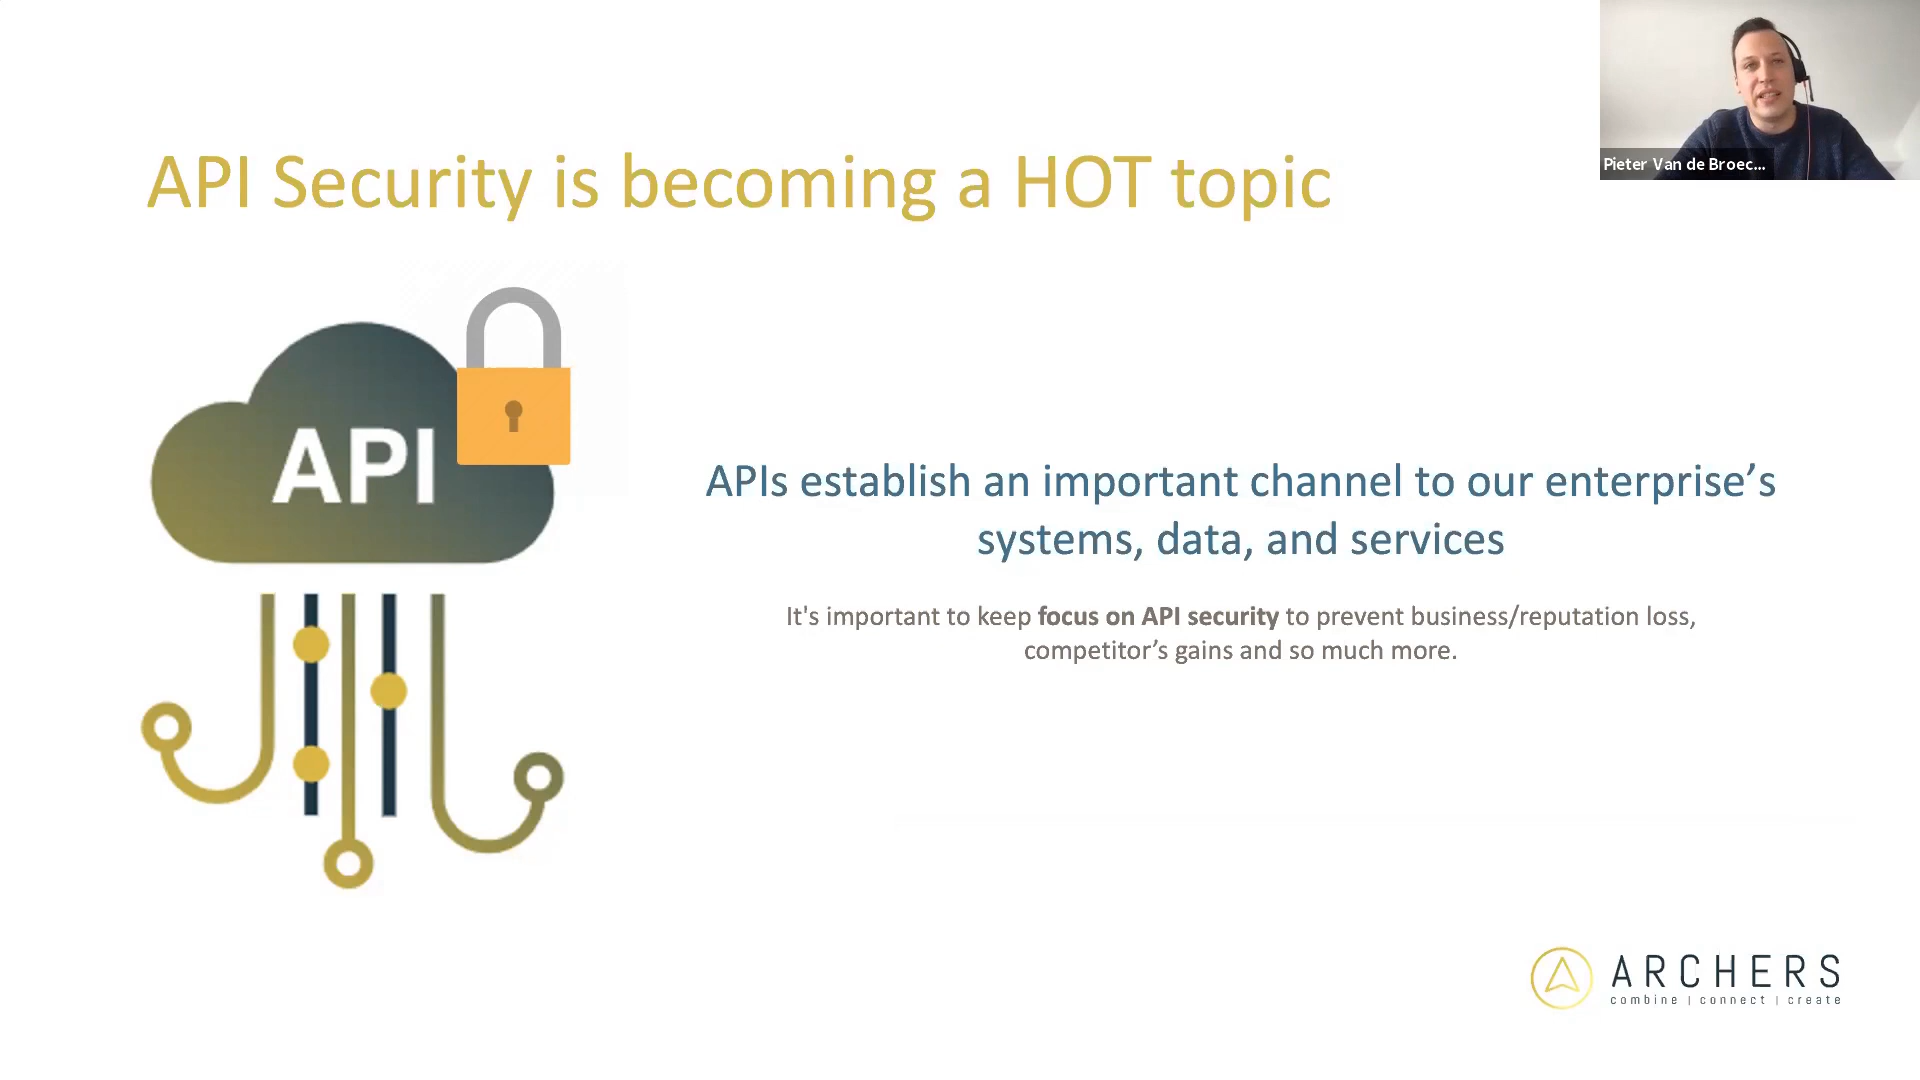 Pieter Van de Broec...
API Security is becoming a HOT topic
API
APIs establish an important channel to our enterprise’s
systems, data, and services
It's important to keep focus on API security to prevent business/reputation loss,
competitor’s gains and so much more.
ARCHERS
combine | connect | create